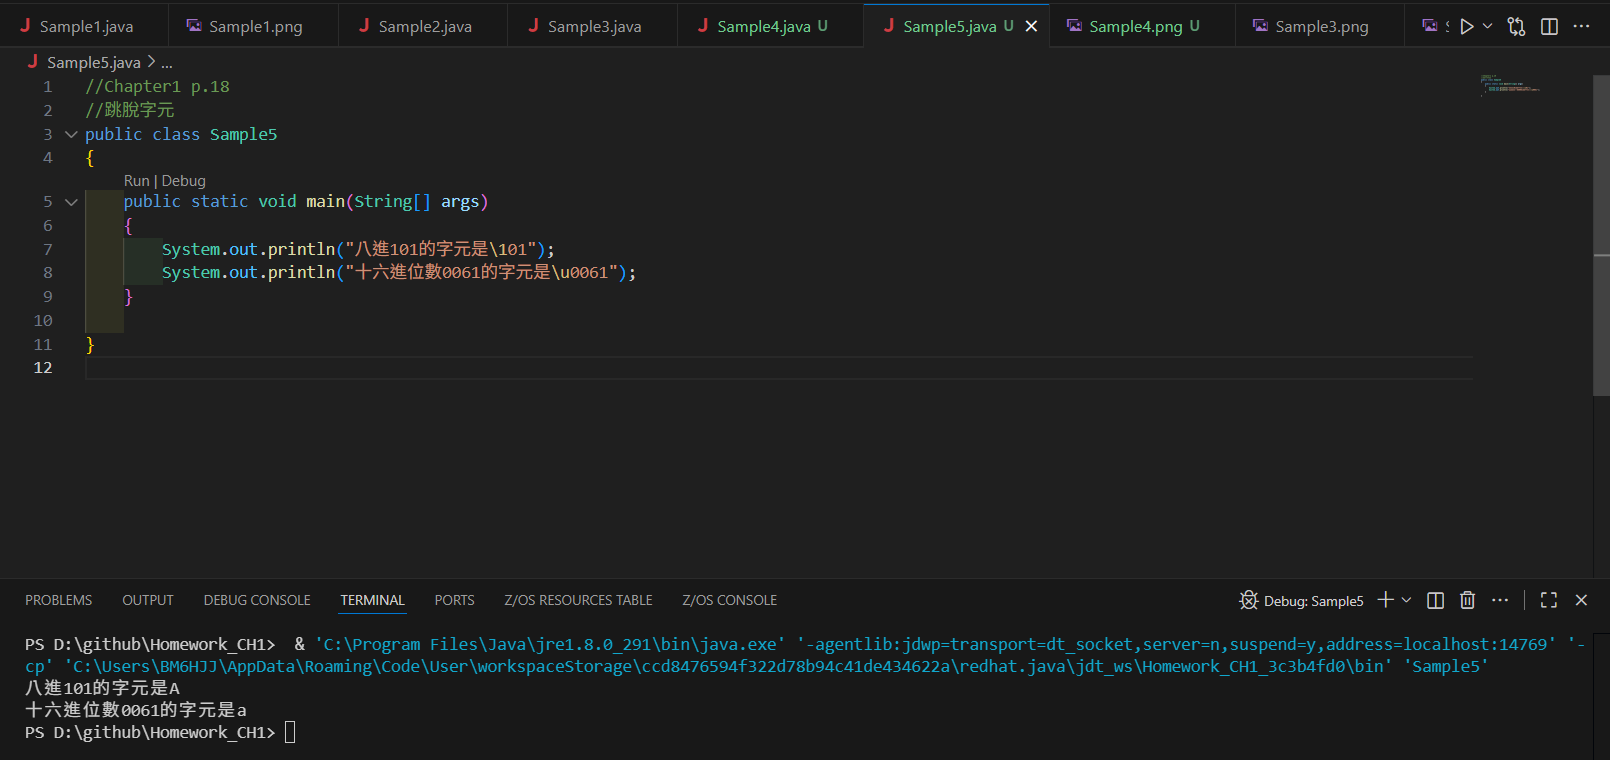 Sample1.java Sample1.png Sample2.java Sample3.java Sample4.java U Sample5.java U Sample4.png U Sample3.png
Sample5.java > ...
1 //Chapter1 p.18
2 //跳脫字元
3 public class Sample5
4 {
Run | Debug
5 public static void main(String[] args)
6 {
7 System.out.println("八進101的字元是\101");
8 System.out.println("十六進位數0061的字元是\u0061");
9 }
10
11 }
12
PROBLEMS OUTPUT DEBUG CONSOLE TERMINAL PORTS Z/OS RESOURCES TABLE Z/OS CONSOLE Debug: Sample5
PS D:\github\Homework_CH1> & 'C:\Program Files\Java\jre1.8.0_291\bin\java.exe' '-agentlib:jdwp=transport=dt_socket,server=n,suspend=y,address=localhost:14769' '-
cp' 'C:\Users\BM6HJJ\AppData\Roaming\Code\User\workspaceStorage\ccd8476594f322d78b94c41de434622a\redhat.java\jdt_ws\Homework_CH1_3c3b4fd0\bin' 'Sample5'
八進101的字元是A
十六進位數0061的字元是a
PS D:\github\Homework_CH1>